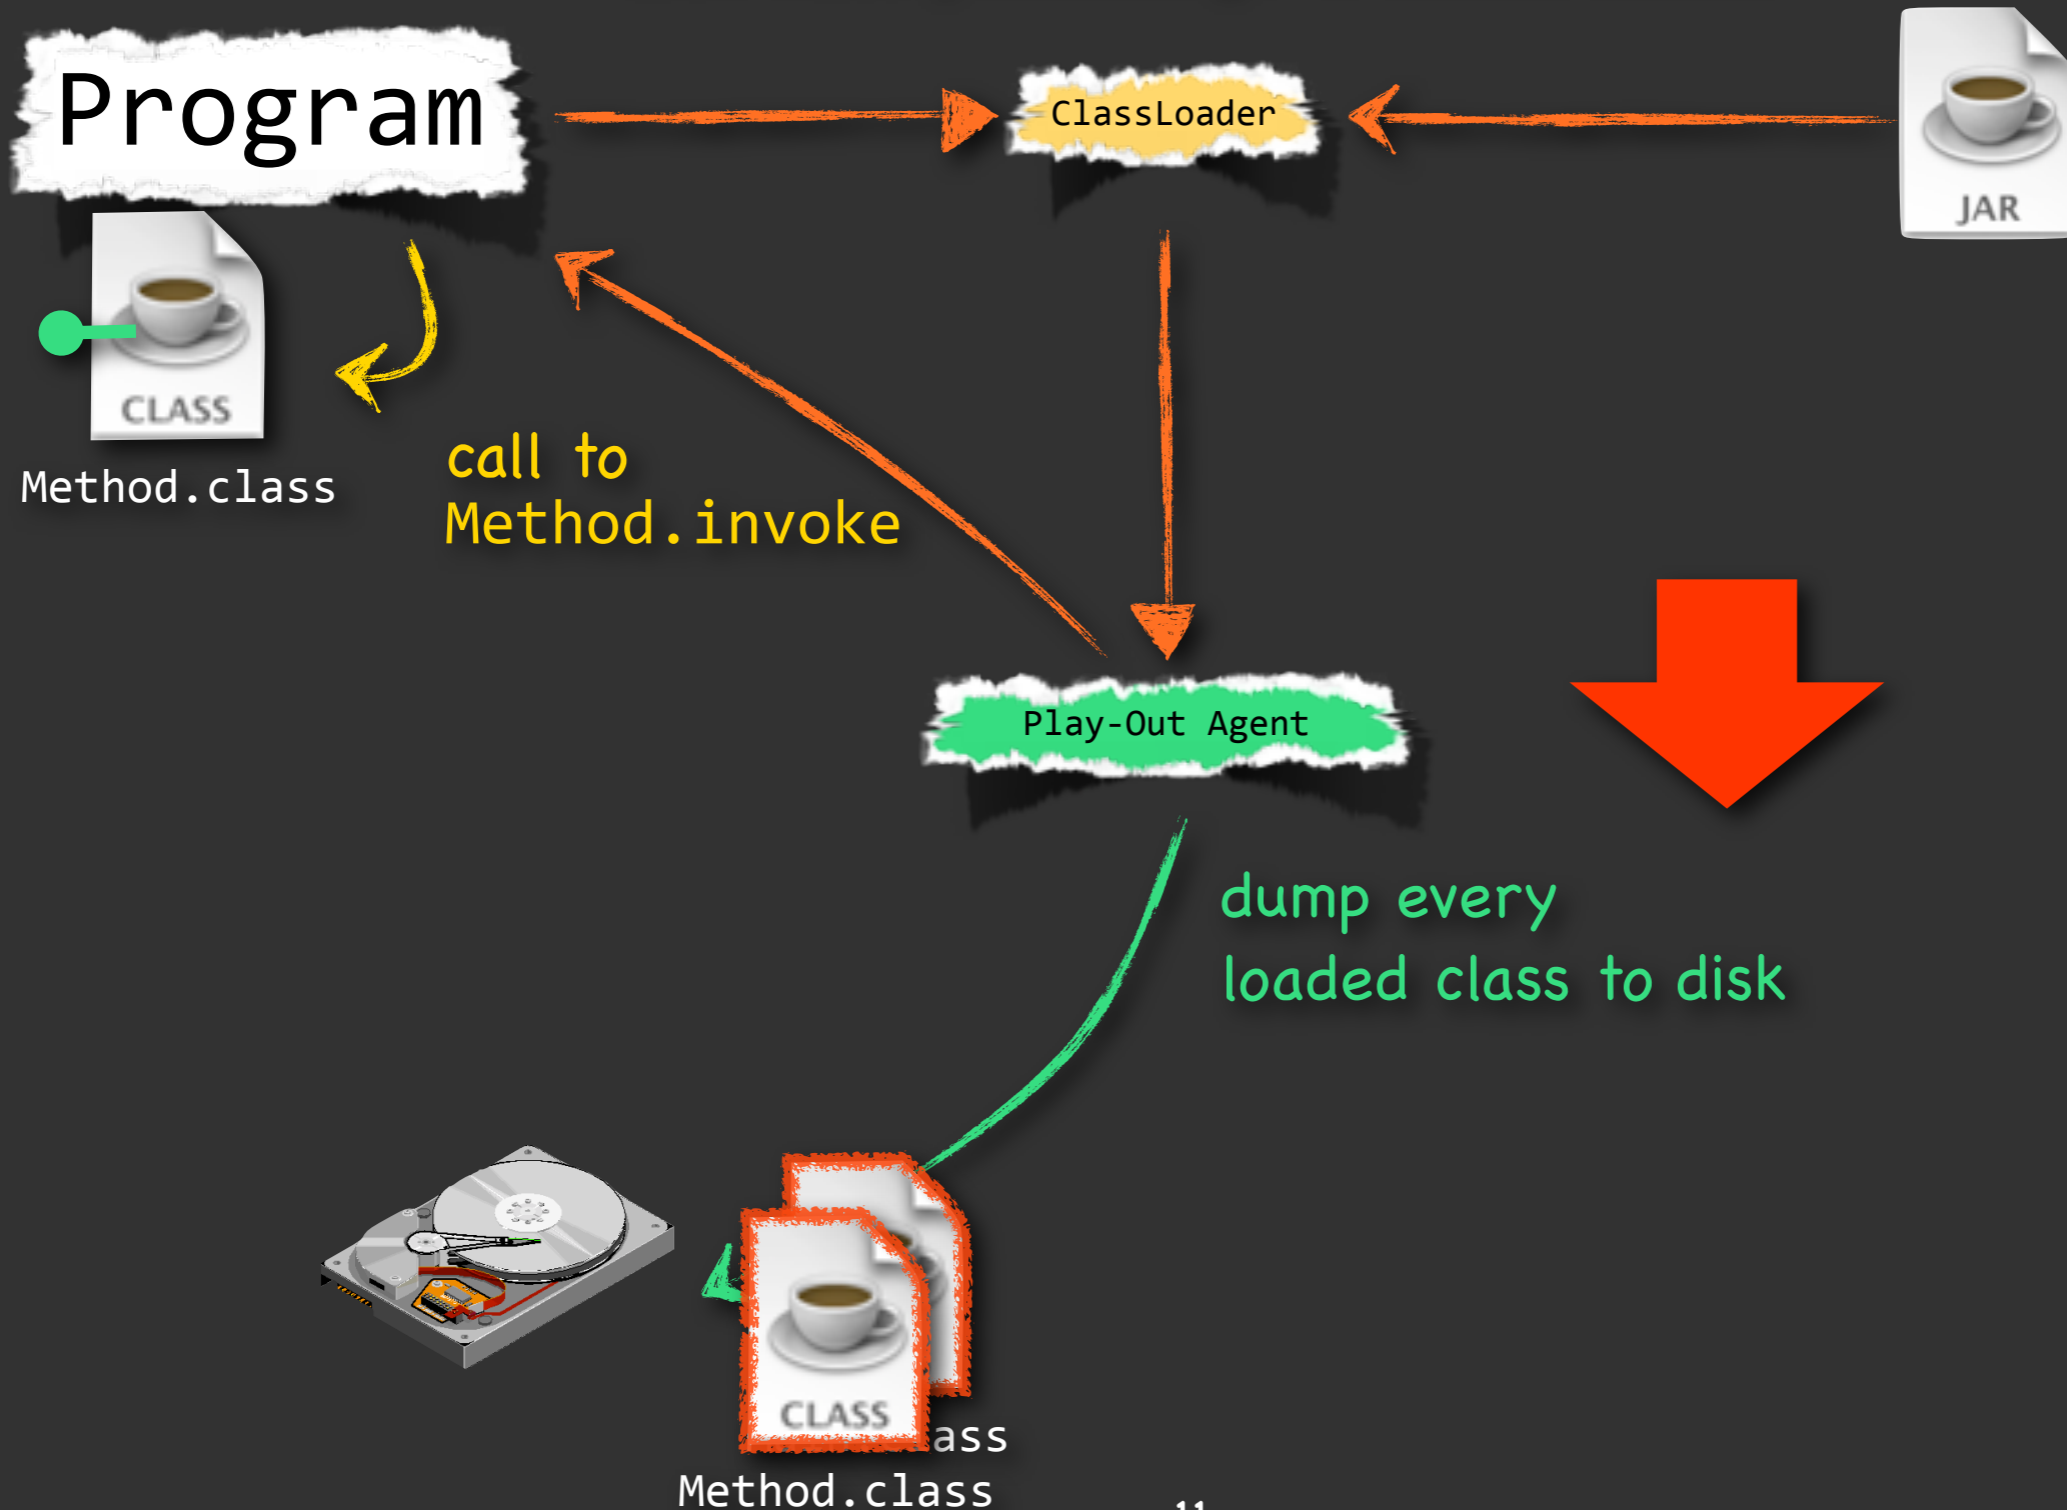 Program
ClassLoader
JAR
CLASS
Method.class
call to
Method.invoke
Play-Out Agent
dump every
loaded class to disk
CLASS
ass
Method.class